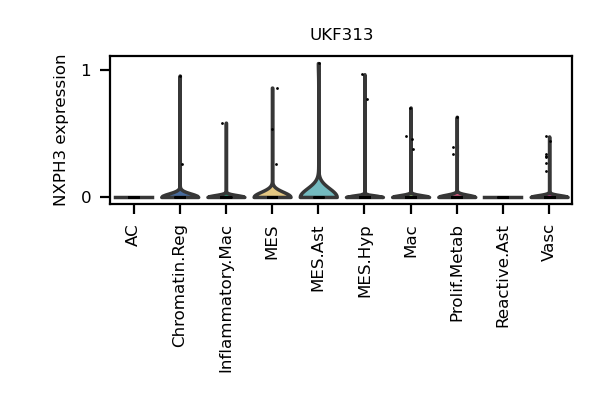 UKF313
NXPH3 expression
1
0
AC
Chromatin.Reg
Inflammatory.Mac
MES
MES.Ast
MES.Hyp
Mac
Prolif.Metab
Reactive.Ast
Vasc